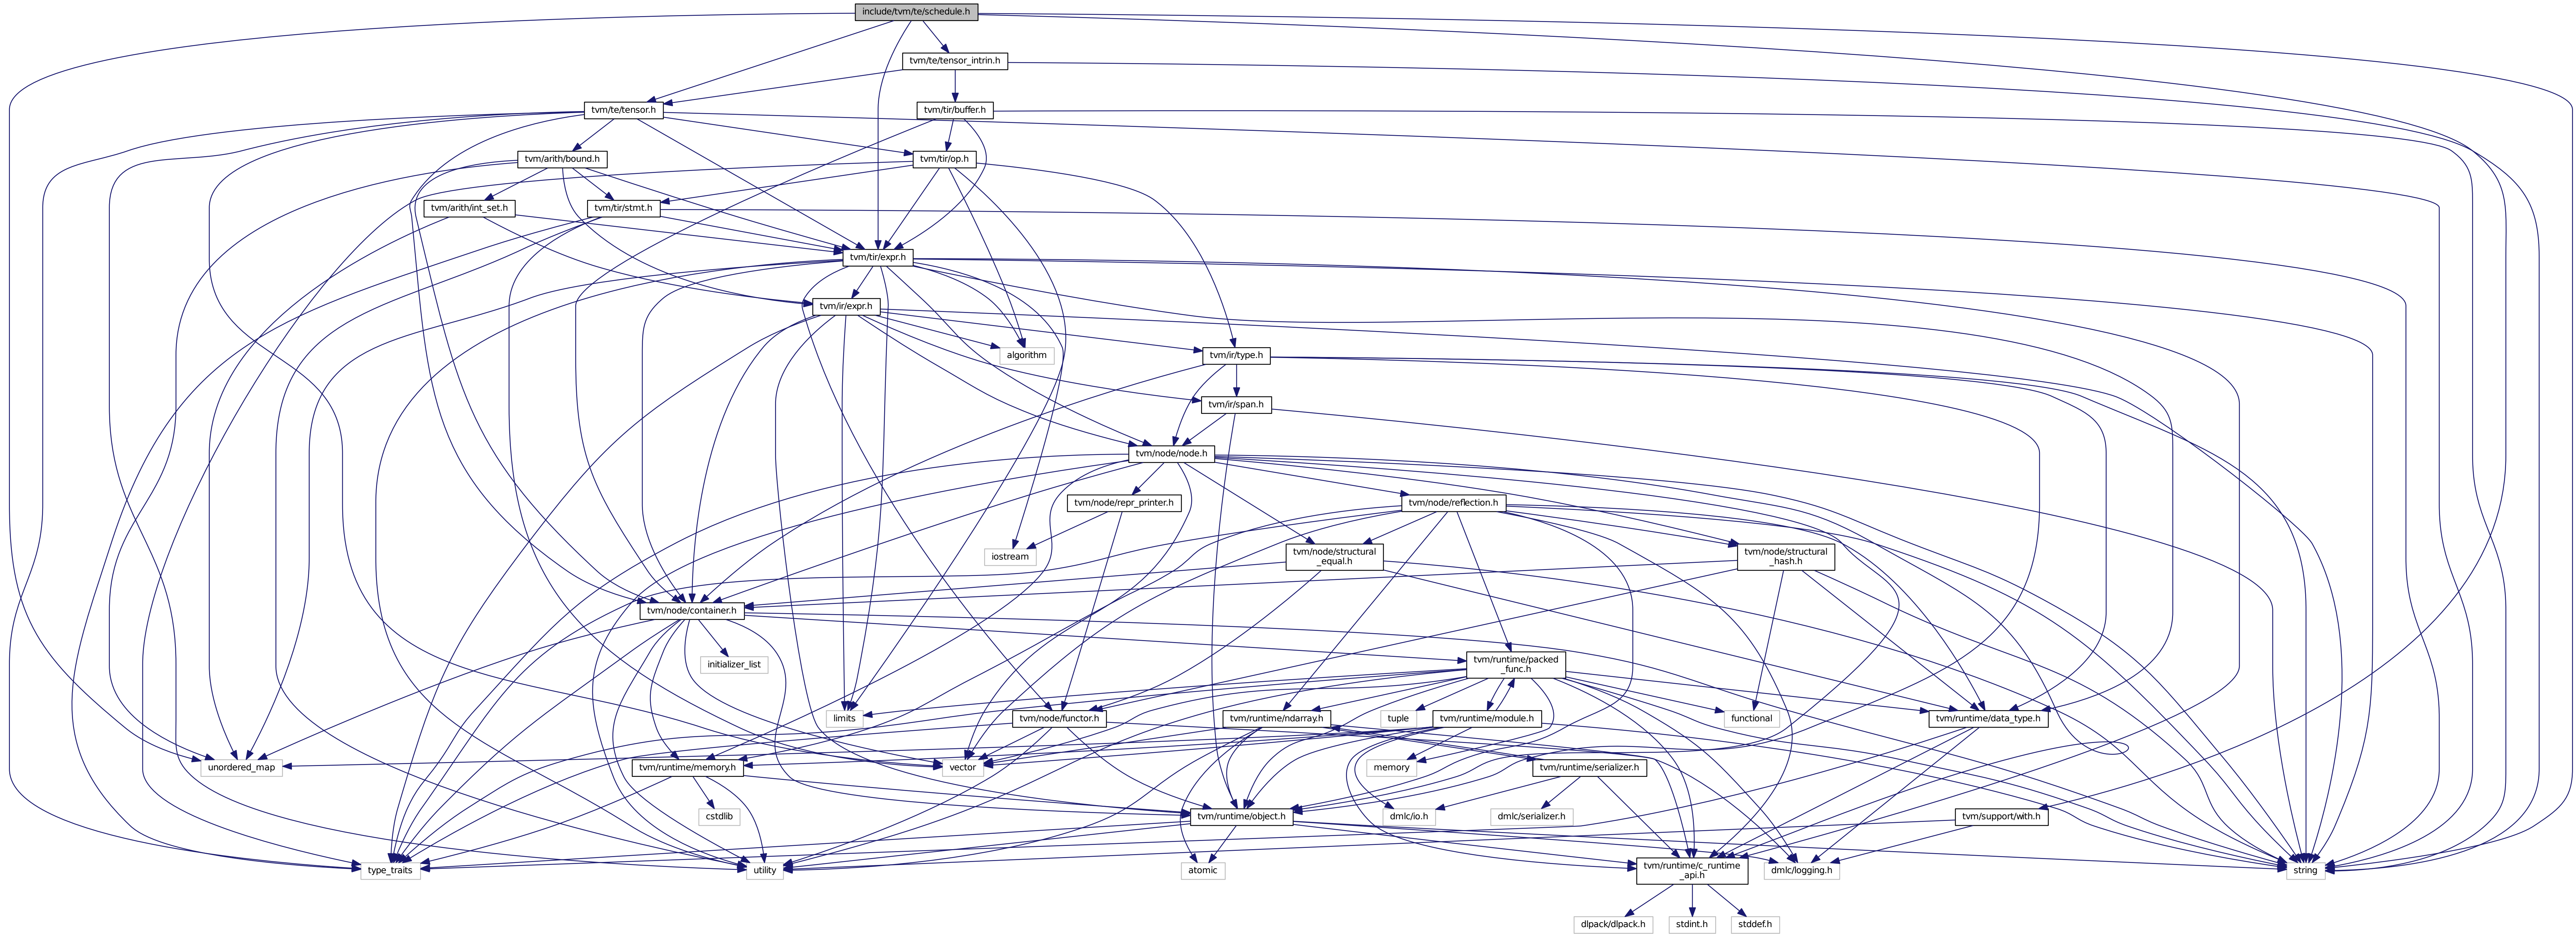 include/tvm/te/schedule.h
tvm/te/tensor_intrin.h
tvm/te/tensor.h
tvm/tir/buffer.h
tvm/arith/bound.h
tvm/tir/op.h
tvm/arith/int_set.h
tvm/tir/stmt.h
tvm/tir/expr.h
tvm/ir/expr.h
algorithm
tvm/ir/type.h
tvm/ir/span.h
tvm/node/node.h
tvm/node/repr_printer.h
tvm/node/reflection.h
iostream
tvm/node/structural
_equal.h
tvm/node/structural
_hash.h
tvm/node/container.h
initializer_list
tvm/runtime/packed
_func.h
limits
tvm/node/functor.h
tvm/runtime/ndarray.h
tuple
tvm/runtime/module.h
functional
tvm/runtime/data_type.h
unordered_map
tvm/runtime/memory.h
vector
memory
tvm/runtime/serializer.h
cstdlib
tvm/runtime/object.h
dmlc/io.h
dmlc/serializer.h
tvm/support/with.h
type_traits
utility
atomic
tvm/runtime/c_runtime
_api.h
dmlc/logging.h
string
dlpack/dlpack.h
stdint.h
stddef.h